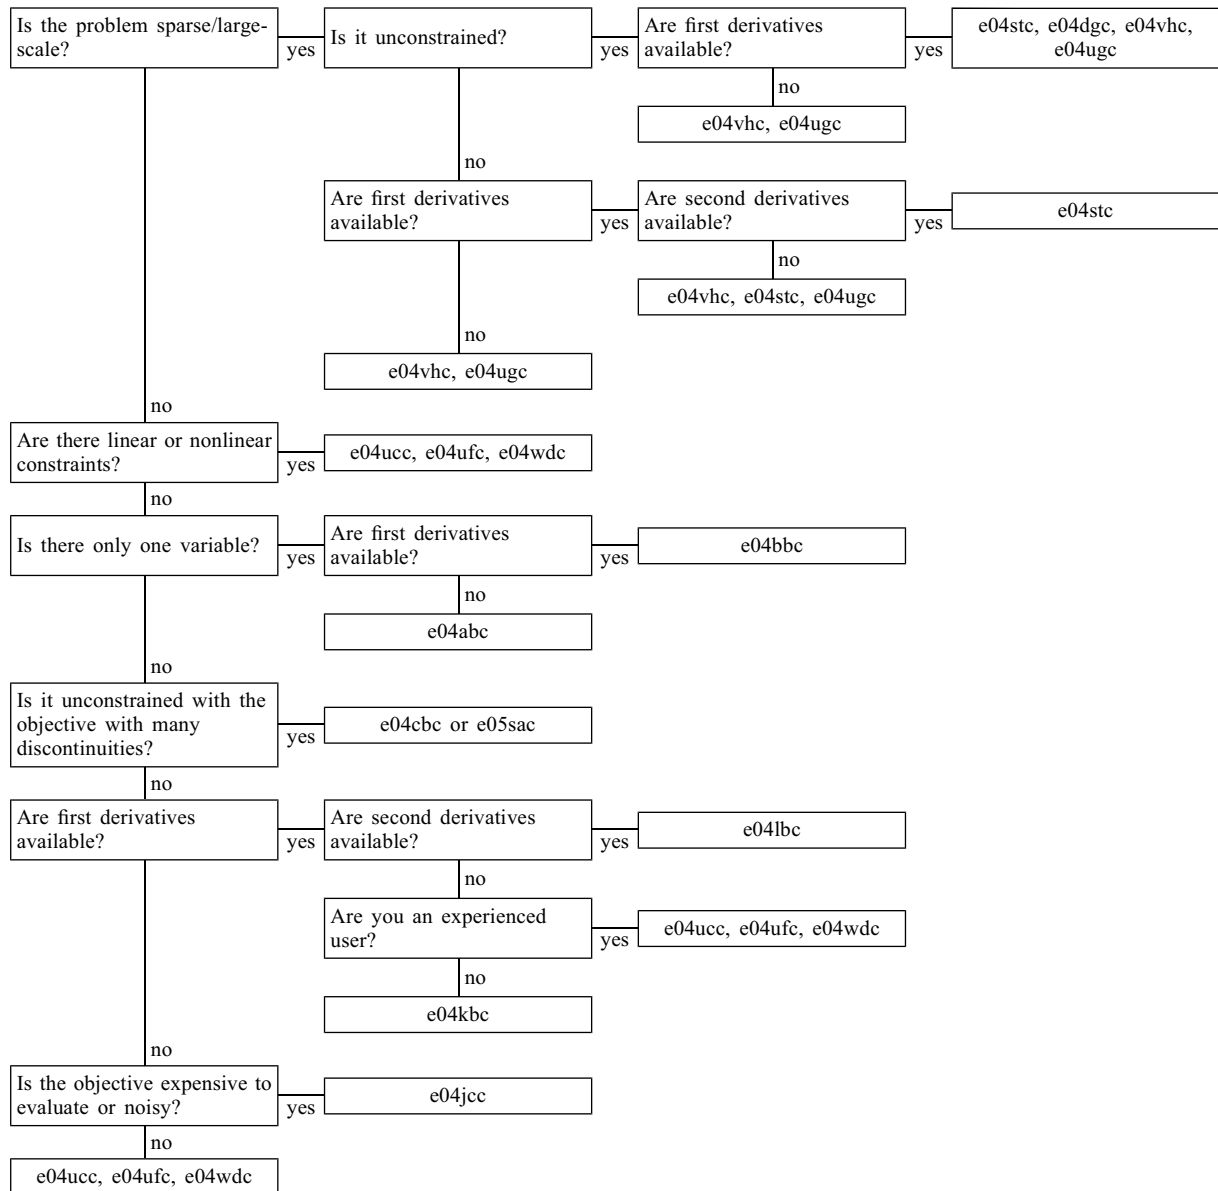 Is the problem sparse/large-
scale?
yes
Is it unconstrained?
yes
Are first derivatives
available?
yes
e04stc, e04dgc, e04vhc,
e04ugc
no
e04vhc, e04ugc
no
Are first derivatives
available?
yes
Are second derivatives
available?
yes
e04stc
no
e04vhc, e04stc, e04ugc
no
e04vhc, e04ugc
no
Are there linear or nonlinear
constraints?
yes
e04ucc, e04ufc, e04wdc
no
Is there only one variable?
yes
Are first derivatives
available?
yes
e04bbc
no
e04abc
no
Is it unconstrained with the
objective with many
discontinuities?
yes
e04cbc or e05sac
no
Are first derivatives
available?
yes
Are second derivatives
available?
yes
e04lbc
no
Are you an experienced
user?
yes
e04ucc, e04ufc, e04wdc
no
e04kbc
no
Is the objective expensive to
evaluate or noisy?
yes
e04jcc
no
e04ucc, e04ufc, e04wdc